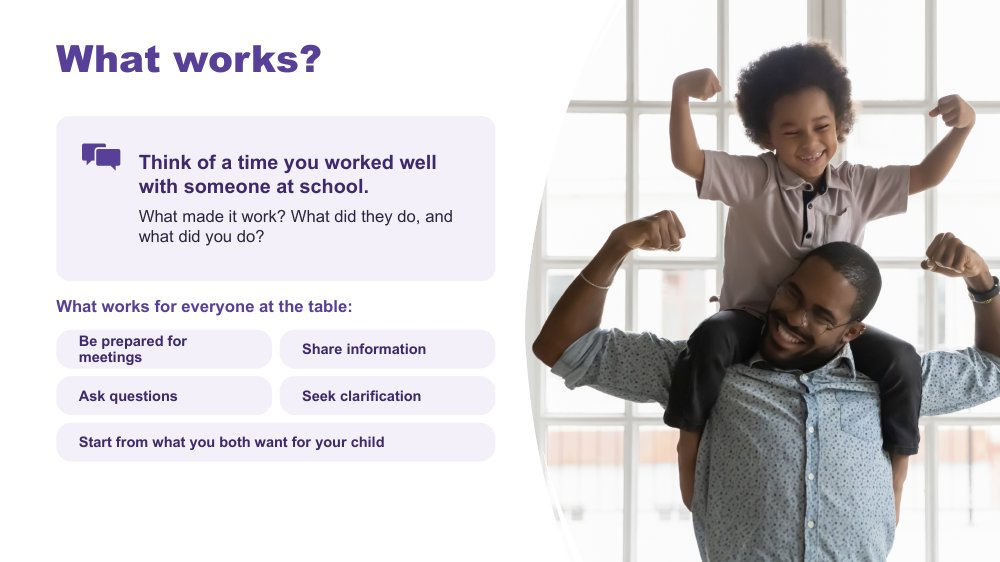 What works?
Think of a time you worked well
with someone at school.
What made it work? What did they do, and
what did you do?
What works for everyone at the table:
Be prepared for
meetings
Share information
Ask questions
Seek clarification
Start from what you both want for your child